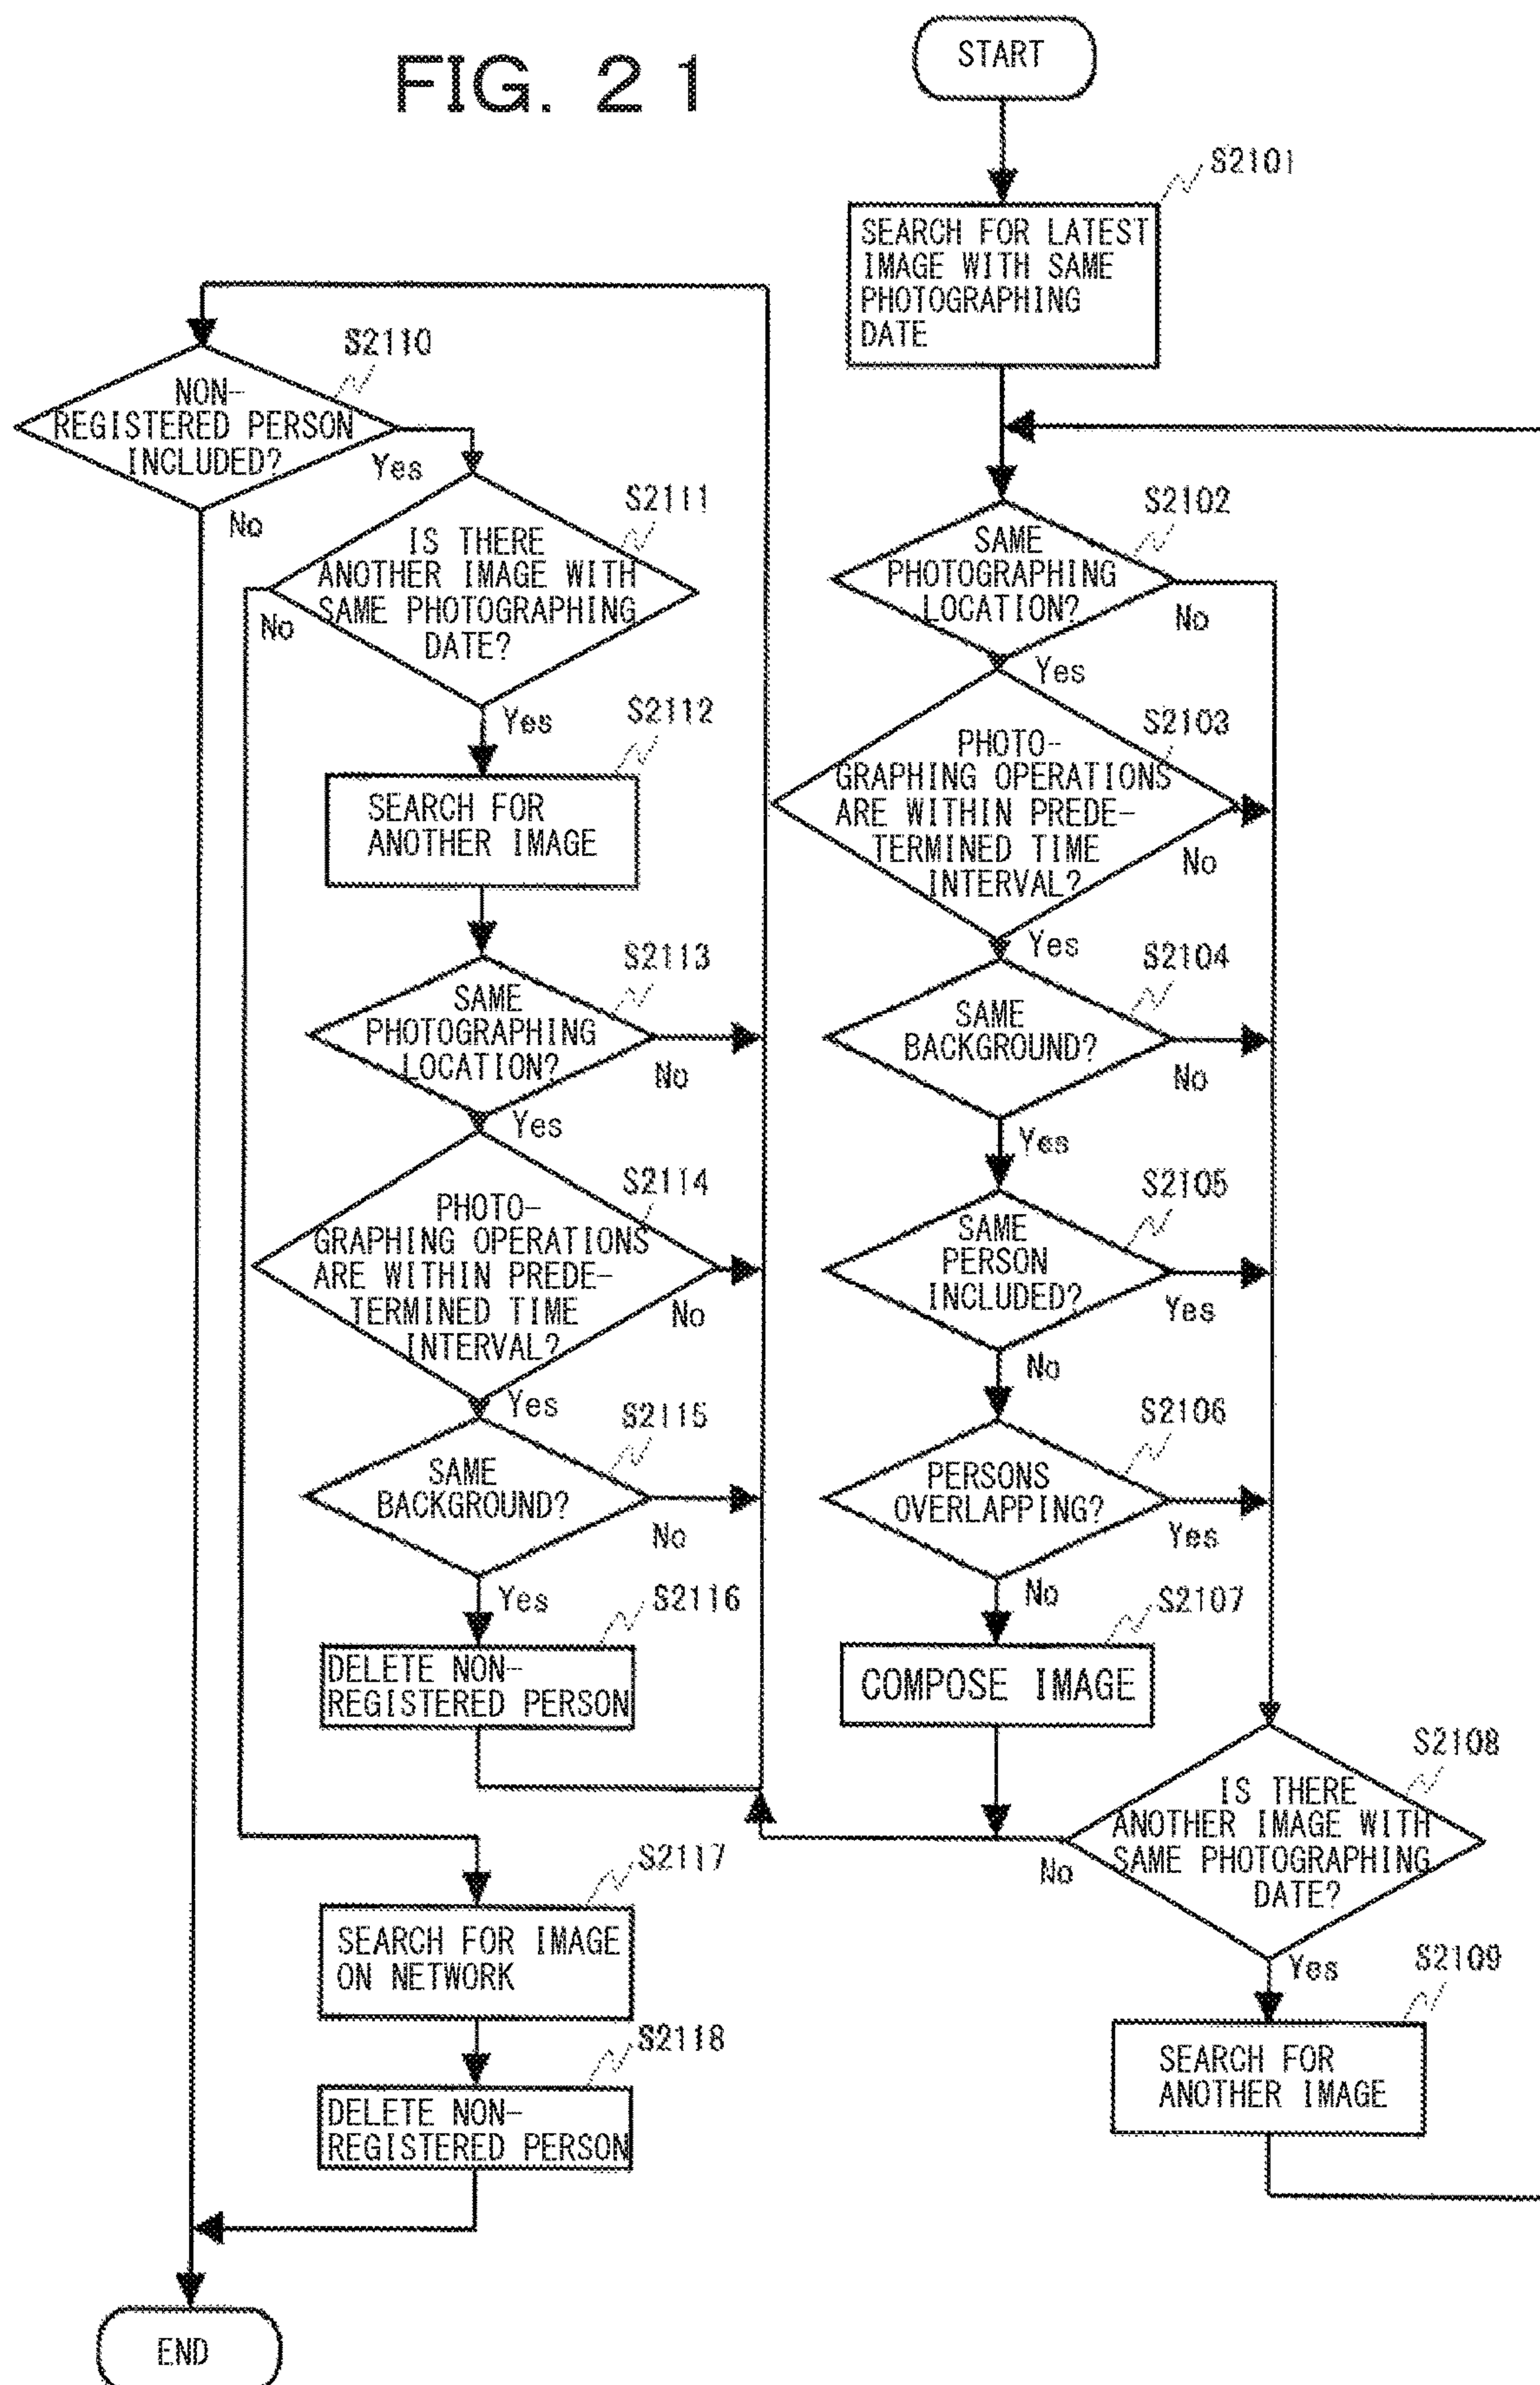 FIG. 21
START
S2101
SEARCH FOR LATEST
IMAGE WITH SAME
PHOTOGRAPHING
DATE
S2102
SAME
PHOTOGRAPHING
LOCATION?
No
Yes
S2103
PHOTO-
GRAPHING OPERATIONS
ARE WITHIN PREDE-
TERMINED TIME
INTERVAL?
No
Yes
S2104
SAME
BACKGROUND?
No
Yes
S2105
SAME
PERSON
INCLUDED?
Yes
No
S2106
PERSONS
OVERLAPPING?
Yes
No
S2107
COMPOSE IMAGE
S2108
IS THERE
ANOTHER IMAGE WITH
SAME PHOTOGRAPHING
DATE?
No
Yes
S2109
SEARCH FOR
ANOTHER IMAGE
S2110
NON-
REGISTERED PERSON
INCLUDED?
Yes
No
S2111
IS THERE
ANOTHER IMAGE WITH
SAME PHOTOGRAPHING
DATE?
No
Yes
S2112
SEARCH FOR
ANOTHER IMAGE
S2113
SAME
PHOTOGRAPHING
LOCATION?
No
Yes
S2114
PHOTO-
GRAPHING OPERATIONS
ARE WITHIN PREDE-
TERMINED TIME
INTERVAL?
No
Yes
S2115
SAME
BACKGROUND?
No
Yes
S2116
DELETE NON-
REGISTERED PERSON
S2117
SEARCH FOR IMAGE
ON NETWORK
S2118
DELETE NON-
REGISTERED PERSON
END